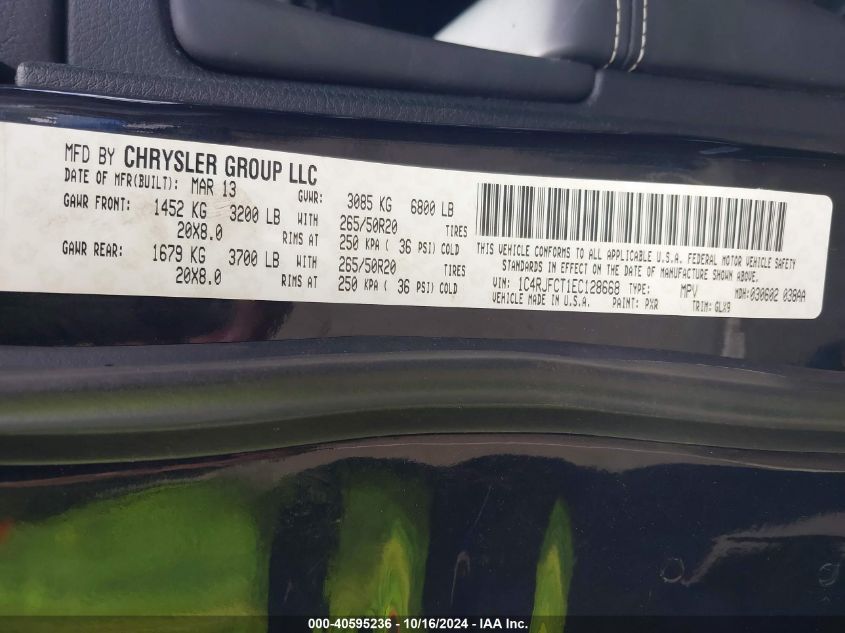 MFD BY CHRYSLER GROUP LLC
DATE OF MFR(BUILT): MAR 13 GVWR: 3085 KG 6800 LB
GAWR FRONT: 1452 KG 3200 LB WITH 265/50R20 TIRES
20X8.0 RIMS AT 250 KPA ( 36 PSI) COLD
GAWR REAR: 1679 KG 3700 LB WITH 265/50R20 TIRES
20X8.0 RIMS AT 250 KPA ( 36 PSI) COLD
THIS VEHICLE CONFORMS TO ALL APPLICABLE U.S.A. FEDERAL MOTOR VEHICLE SAFETY
STANDARDS IN EFFECT ON THE DATE OF MANUFACTURE SHOWN ABOVE.
VIN: 1C4RJFCT1EC128668 TYPE: MPV MDH: 030602 038AA
VEHICLE MADE IN U.S.A. PAINT: PXR TRIM: GLX9
000-40595236 - 10/16/2024 - IAA Inc.